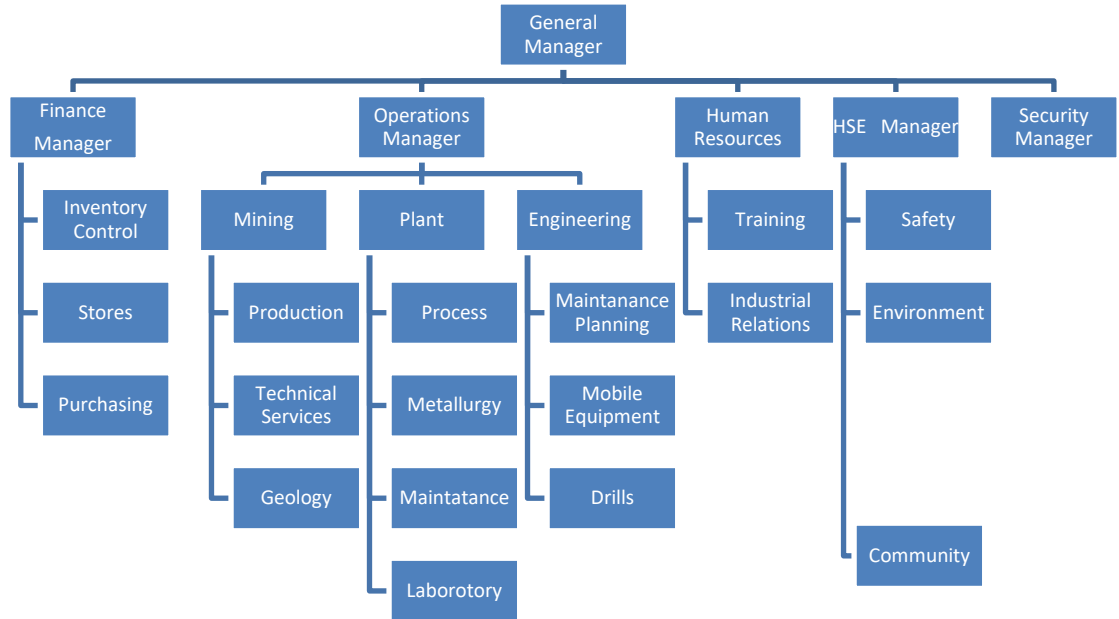 General
Manager
Finance
Manager
Operations
Manager
Human
Resources
HSE Manager
Security
Manager
Inventory
Control
Mining
Plant
Engineering
Training
Safety
Stores
Production
Process
Maintanance
Planning
Industrial
Relations
Environment
Purchasing
Technical
Services
Metallurgy
Mobile
Equipment
Geology
Maintatance
Drills
Community
Laborotory